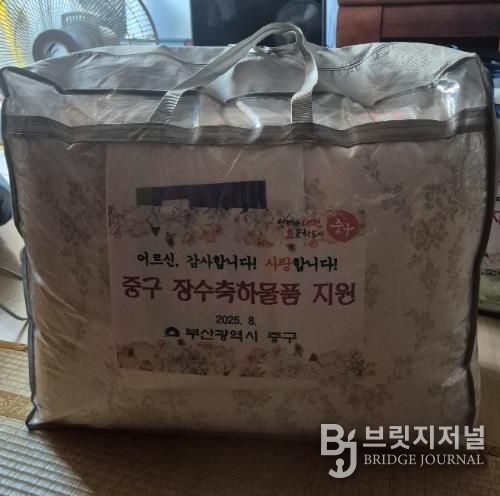 중구
어르신, 감사합니다! 사랑합니다!
중구 장수축하물품 지원
2025. 8.
부산광역시 중구
브릿지저널
BRIDGE JOURNAL